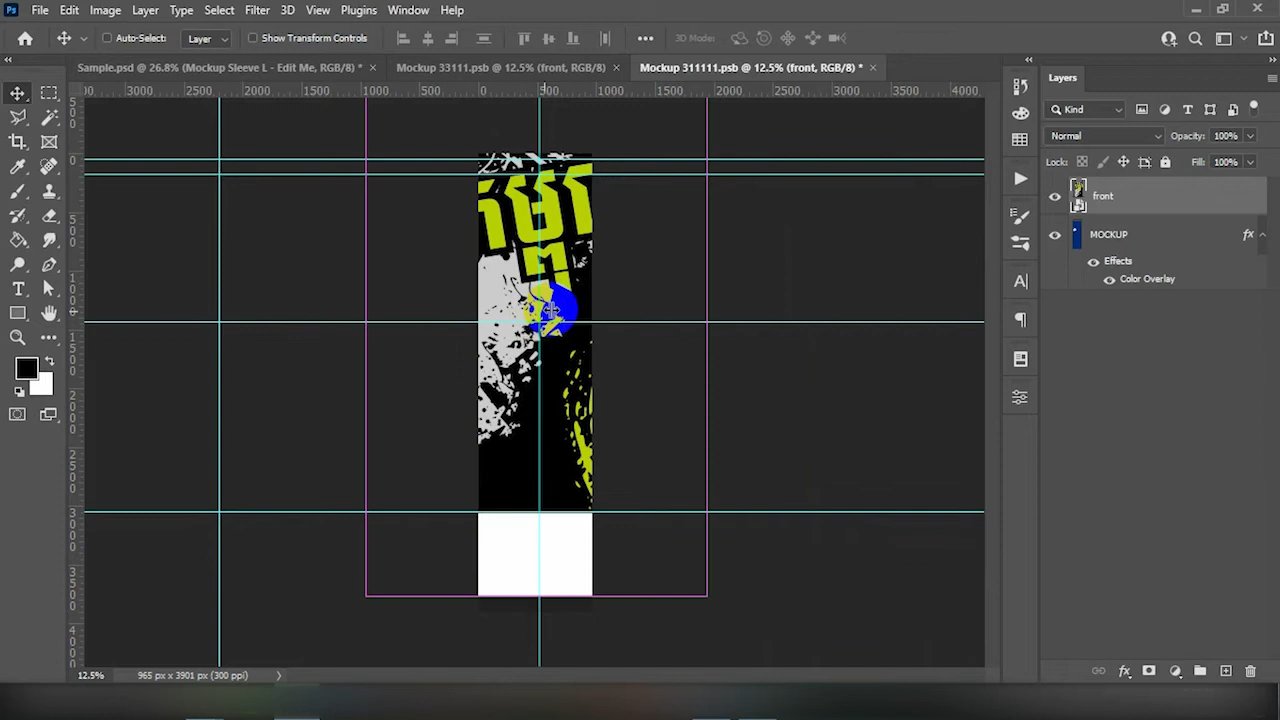 Ps File Edit Image Layer Type Select Filter 3D View Plugins Window Help
Auto-Select: Layer Show Transform Controls 3D Mode:
Sample.psd @ 26.8% (Mockup Sleeve L - Edit Me, RGB/8) * × Mockup 33111.psb @ 12.5% (front, RGB/8) × Mockup 311111.psb @ 12.5% (front, RGB/8) * ×
3000 2500 2000 1500 1000 500 0 500 1000 1500 2000 2500 3000 3500 4000
Layers
Kind
Normal Opacity: 100%
Locks: Fill: 100%
front
MOCKUP fx
Effects
Color Overlay
12.5% 965 px x 3901 px (300 ppi)